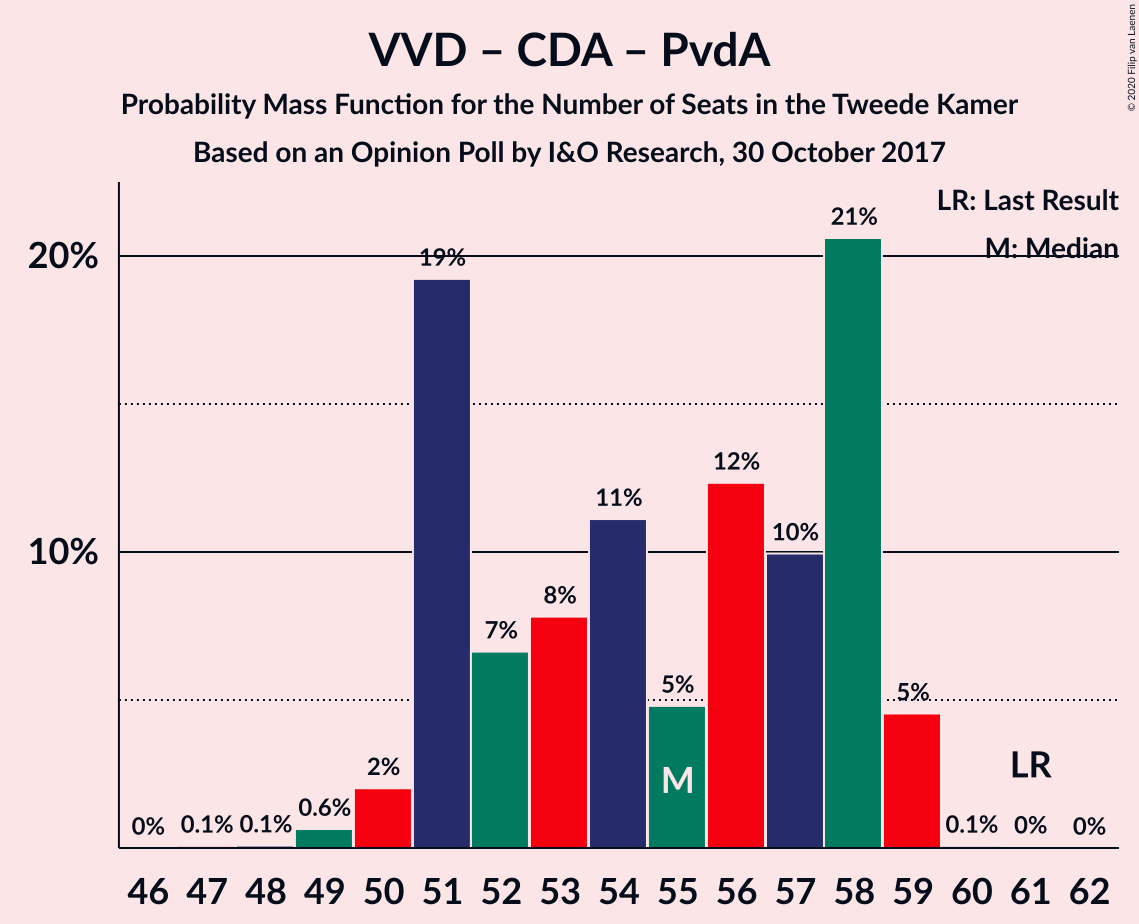 VVD – CDA – PvdA
Probability Mass Function for the Number of Seats in the Tweede Kamer
Based on an Opinion Poll by I&O Research, 30 October 2017
© 2020 Filip van Laenen
LR: Last Result
M: Median
20%
10%
0% 0.1% 0.1% 0.6% 2% 19% 7% 8% 11% 5% 12% 10% 21% 5% 0.1% 0% 0%
M
LR
46 47 48 49 50 51 52 53 54 55 56 57 58 59 60 61 62